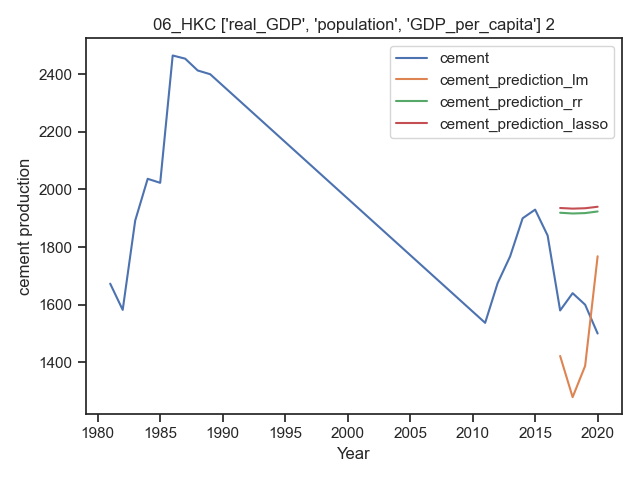 06_HKC ['real_GDP', 'population', 'GDP_per_capita'] 2
cement
cement_prediction_lm
cement_prediction_rr
cement_prediction_lasso
cement production
2400
2200
2000
1800
1600
1400
1980 1985 1990 1995 2000 2005 2010 2015 2020
Year